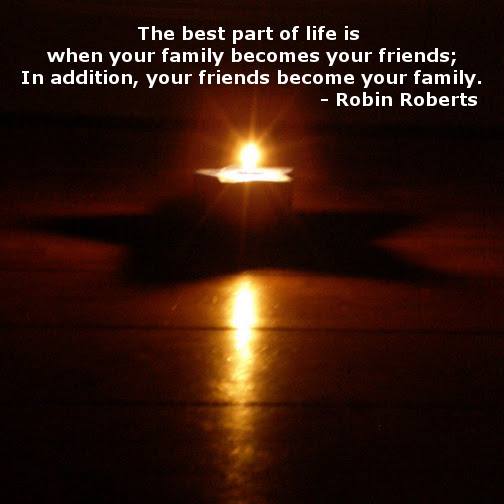 The best part of life is
when your family becomes your friends;
In addition, your friends become your family.
- Robin Roberts